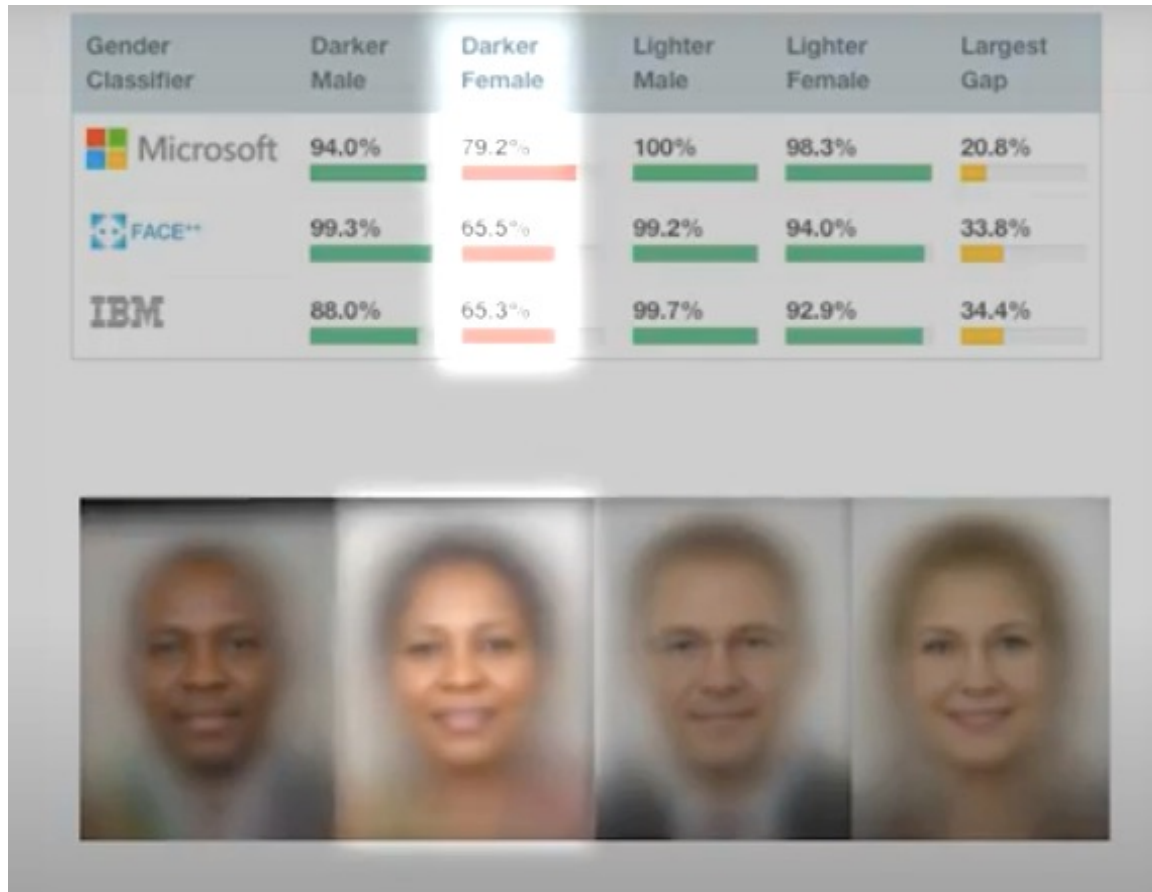 Gender Classifier Darker Male Darker Female Lighter Male Lighter Female Largest Gap
Microsoft 94.0% 79.2% 100% 98.3% 20.8%
FACE++ 99.3% 65.5% 99.2% 94.0% 33.8%
IBM 88.0% 65.3% 99.7% 92.9% 34.4%